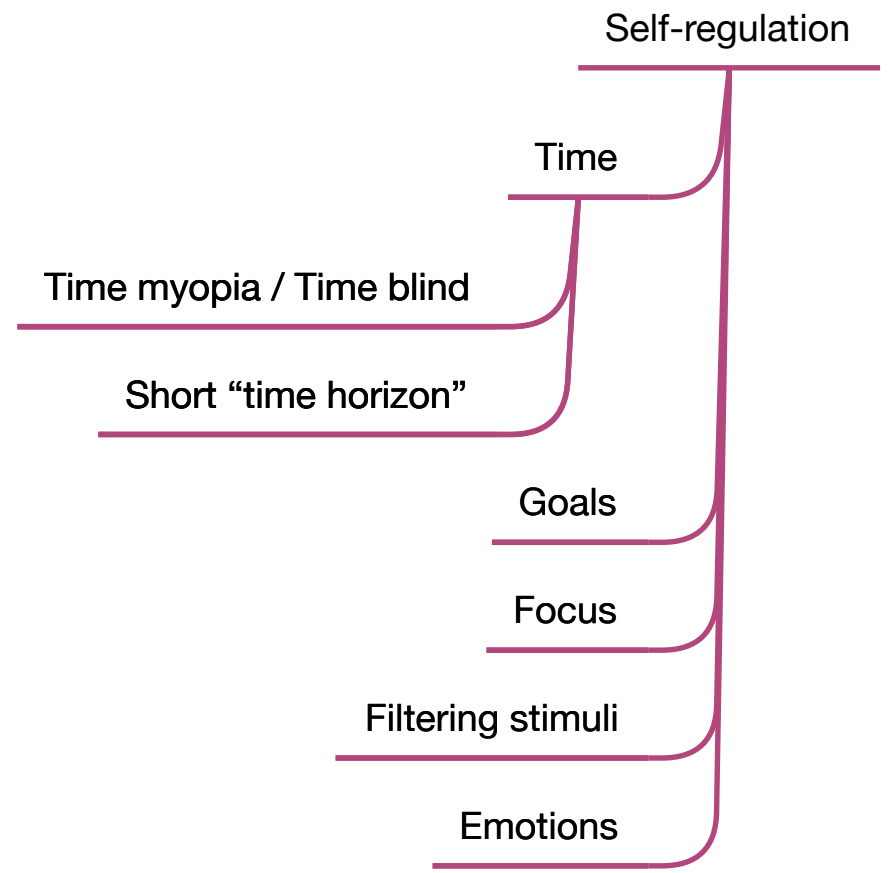 Self-regulation
Time
Time myopia / Time blind
Short “time horizon”
Goals
Focus
Filtering stimuli
Emotions